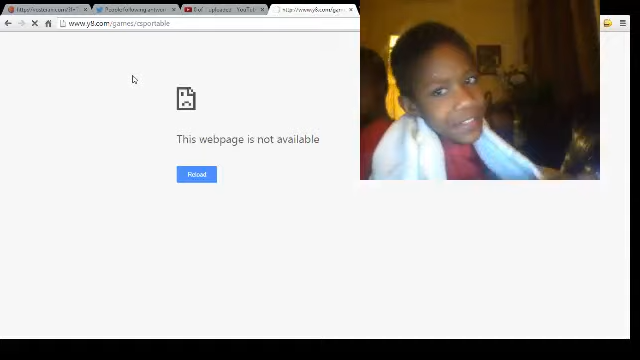 www.y8.com/games/csportable
This webpage is not available
Reload